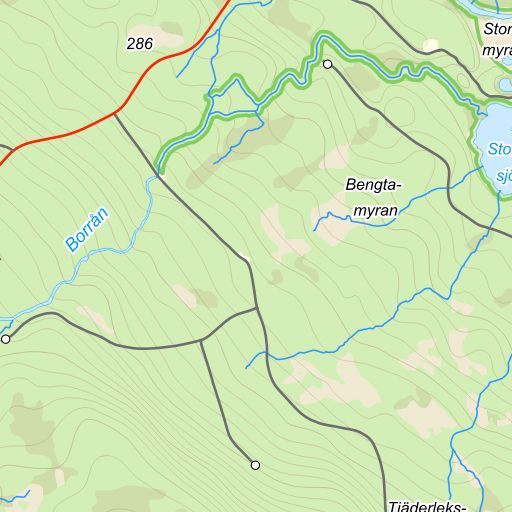 286
Stor
myra
Sto
sjö
Bengta-
myran
Borrån
Tjäderleks-